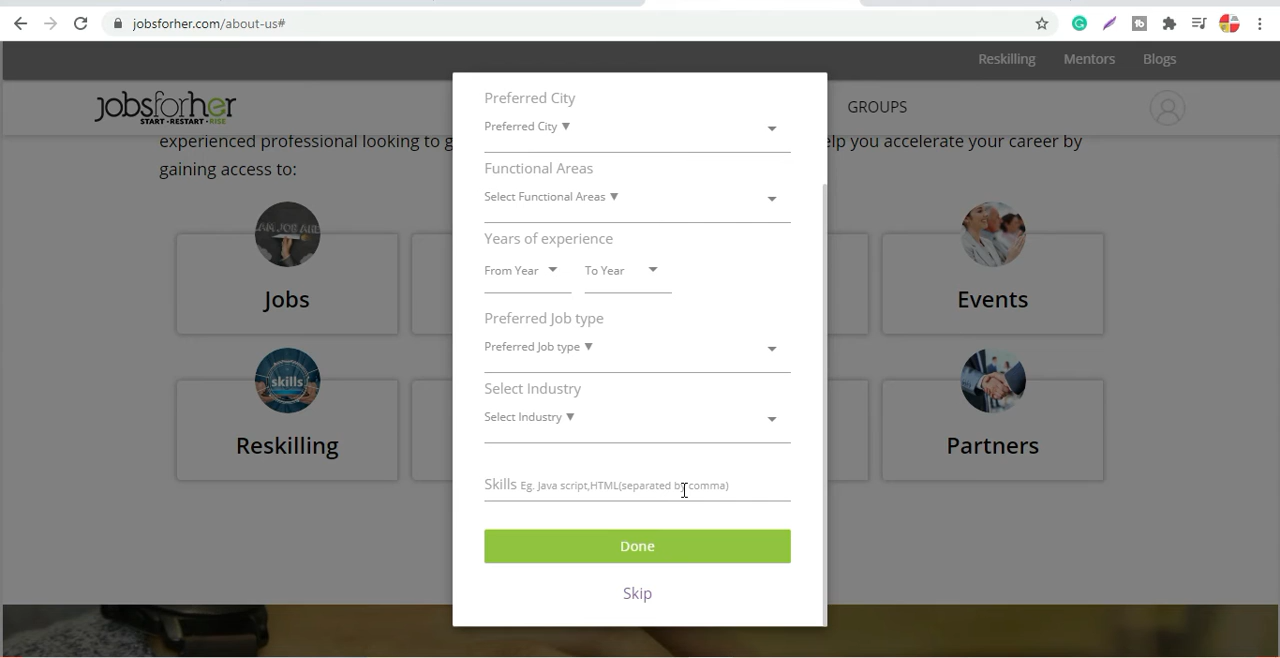 jobsforher.com/about-us#
Reskilling Mentors Blogs
jobsforher
START • RESTART • RISE
GROUPS
experienced professional looking to g
elp you accelerate your career by
gaining access to:
Preferred City
Preferred City ▼
Functional Areas
Select Functional Areas ▼
Years of experience
From Year To Year
Preferred Job type
Preferred Job type ▼
Select Industry
Select Industry ▼
Skills Eg. Java script,HTML(separated by comma)
Done
Skip
Jobs
Events
skills
Reskilling
Partners